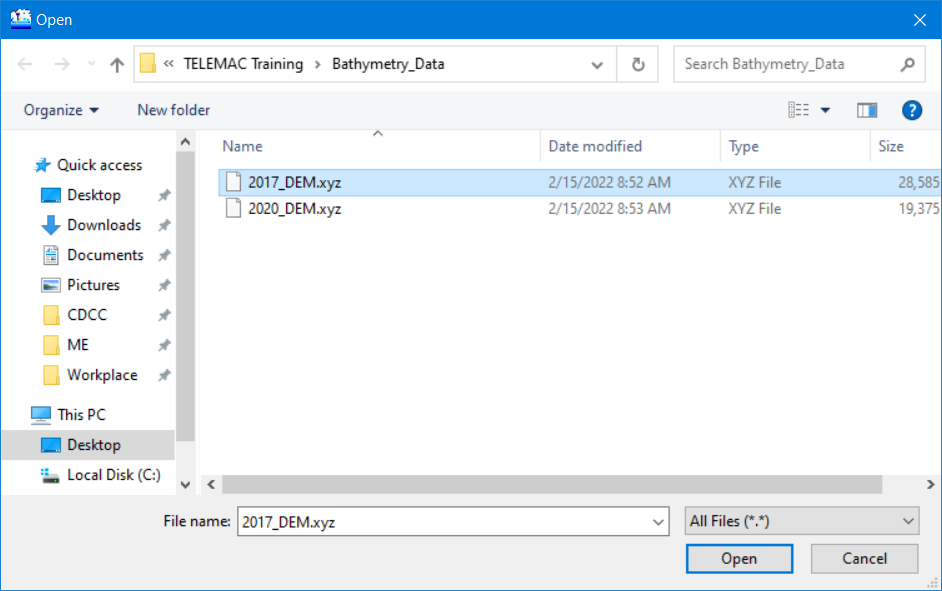 Open
« TELEMAC Training › Bathymetry_Data
Search Bathymetry_Data
Organize
New folder
?
Name Date modified Type Size
2017_DEM.xyz 2/15/2022 8:52 AM XYZ File 28,585
2020_DEM.xyz 2/15/2022 8:53 AM XYZ File 19,375
Quick access
Desktop
Downloads
Documents
Pictures
CDCC
ME
Workplace
This PC
Desktop
Local Disk (C:)
File name: 2017_DEM.xyz
All Files (*.*)
Open
Cancel